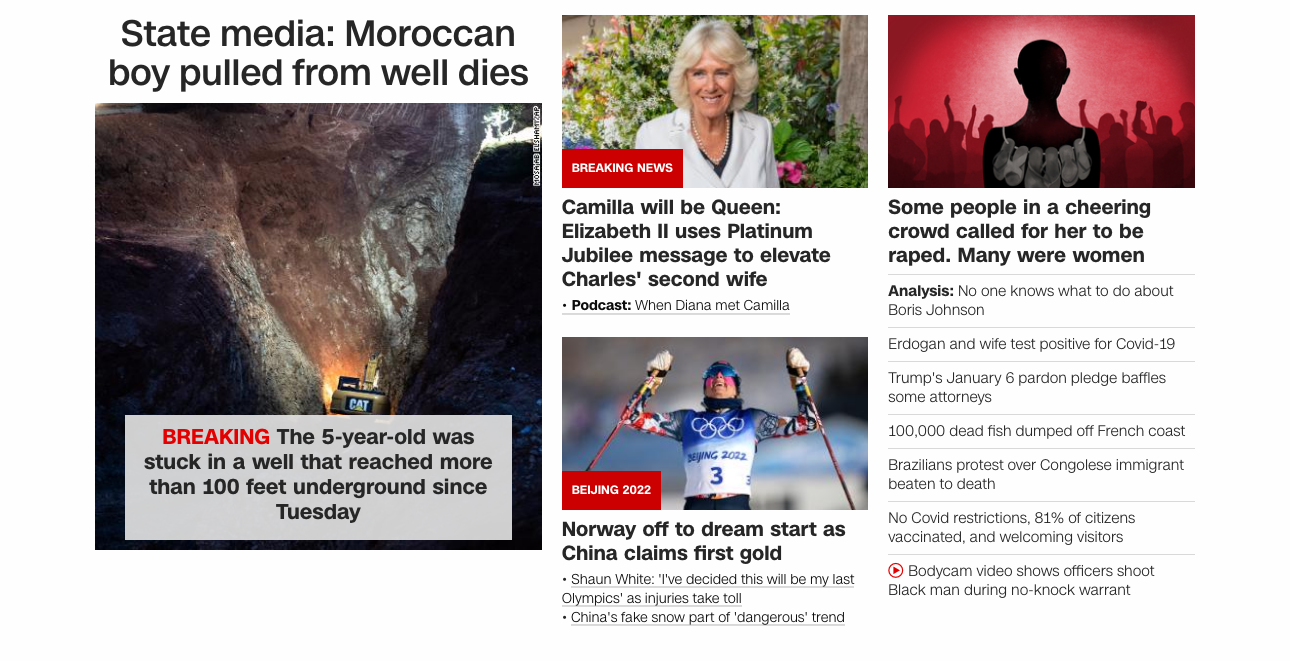 State media: Moroccan
boy pulled from well dies
CAT
BREAKING The 5-year-old was
stuck in a well that reached more
than 100 feet underground since
Tuesday
BREAKING NEWS
Camilla will be Queen:
Elizabeth II uses Platinum
Jubilee message to elevate
Charles' second wife
• Podcast: When Diana met Camilla
BEIJING 2022
3
BEIJING 2022
Norway off to dream start as
China claims first gold
• Shaun White: 'I've decided this will be my last
Olympics' as injuries take toll
• China's fake snow part of 'dangerous' trend
Some people in a cheering
crowd called for her to be
raped. Many were women
Analysis: No one knows what to do about
Boris Johnson
Erdogan and wife test positive for Covid-19
Trump's January 6 pardon pledge baffles
some attorneys
100,000 dead fish dumped off French coast
Brazilians protest over Congolese immigrant
beaten to death
No Covid restrictions, 81% of citizens
vaccinated, and welcoming visitors
Bodycam video shows officers shoot
Black man during no-knock warrant